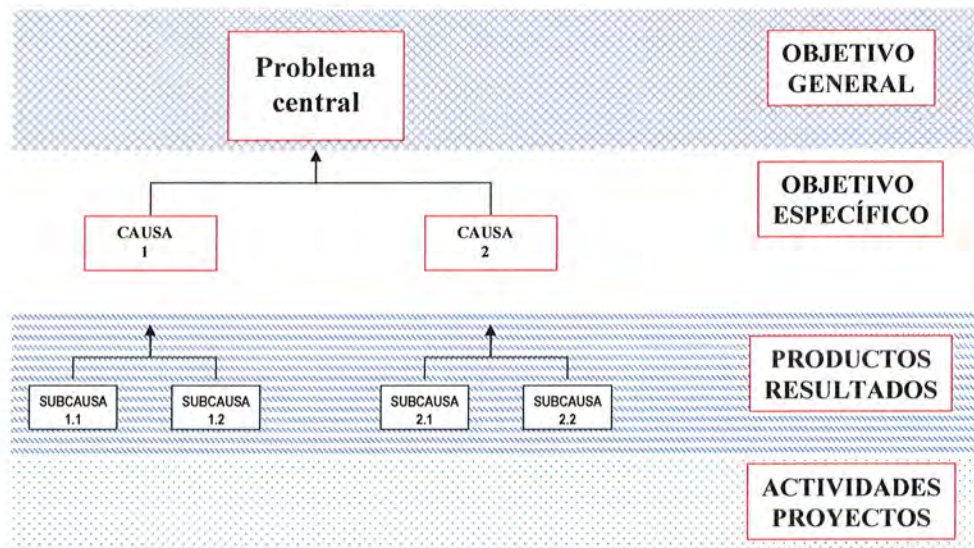 Problema
central
OBJETIVO
GENERAL
OBJETIVO
ESPECÍFICO
CAUSA
1
CAUSA
2
PRODUCTOS
RESULTADOS
SUBCAUSA
1.1
SUBCAUSA
1.2
SUBCAUSA
2.1
SUBCAUSA
2.2
ACTIVIDADES
PROYECTOS